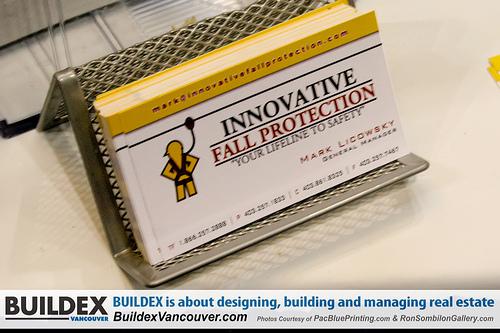 mark@innovativefallprotection.com
INNOVATIVE
FALL PROTECTION
"YOUR LIFELINE TO SAFETY"
MARK LICOWSKY
GENERAL MANAGER
BUILDEX
VANCOUVER
BUILDEX is about designing, building and managing real estate
BuildexVancouver.com
Photos Courtesy of PacBluePrinting.com & RonSombilonGallery.com